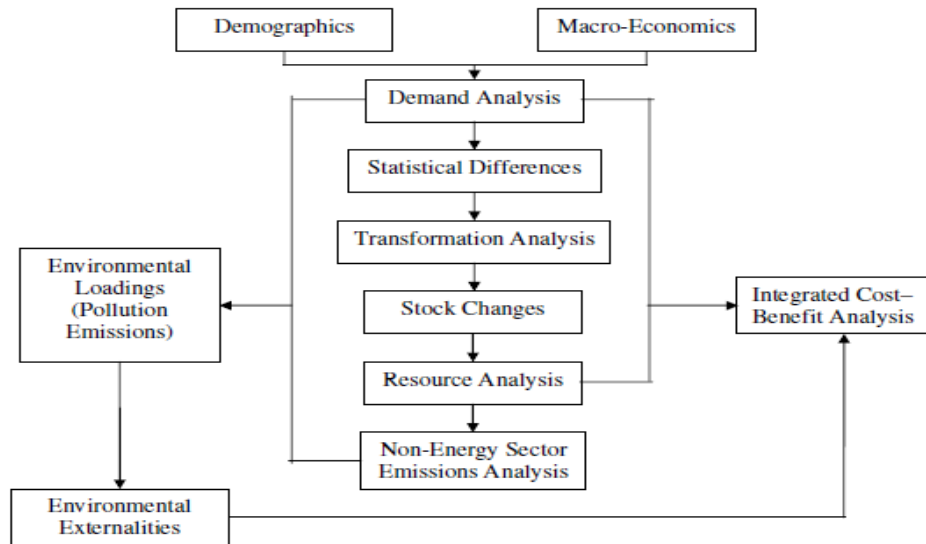 Demographics
Macro-Economics
Demand Analysis
Statistical Differences
Transformation Analysis
Environmental
Loadings
(Pollution
Emissions)
Stock Changes
Integrated Cost–
Benefit Analysis
Resource Analysis
Non-Energy Sector
Emissions Analysis
Environmental
Externalities